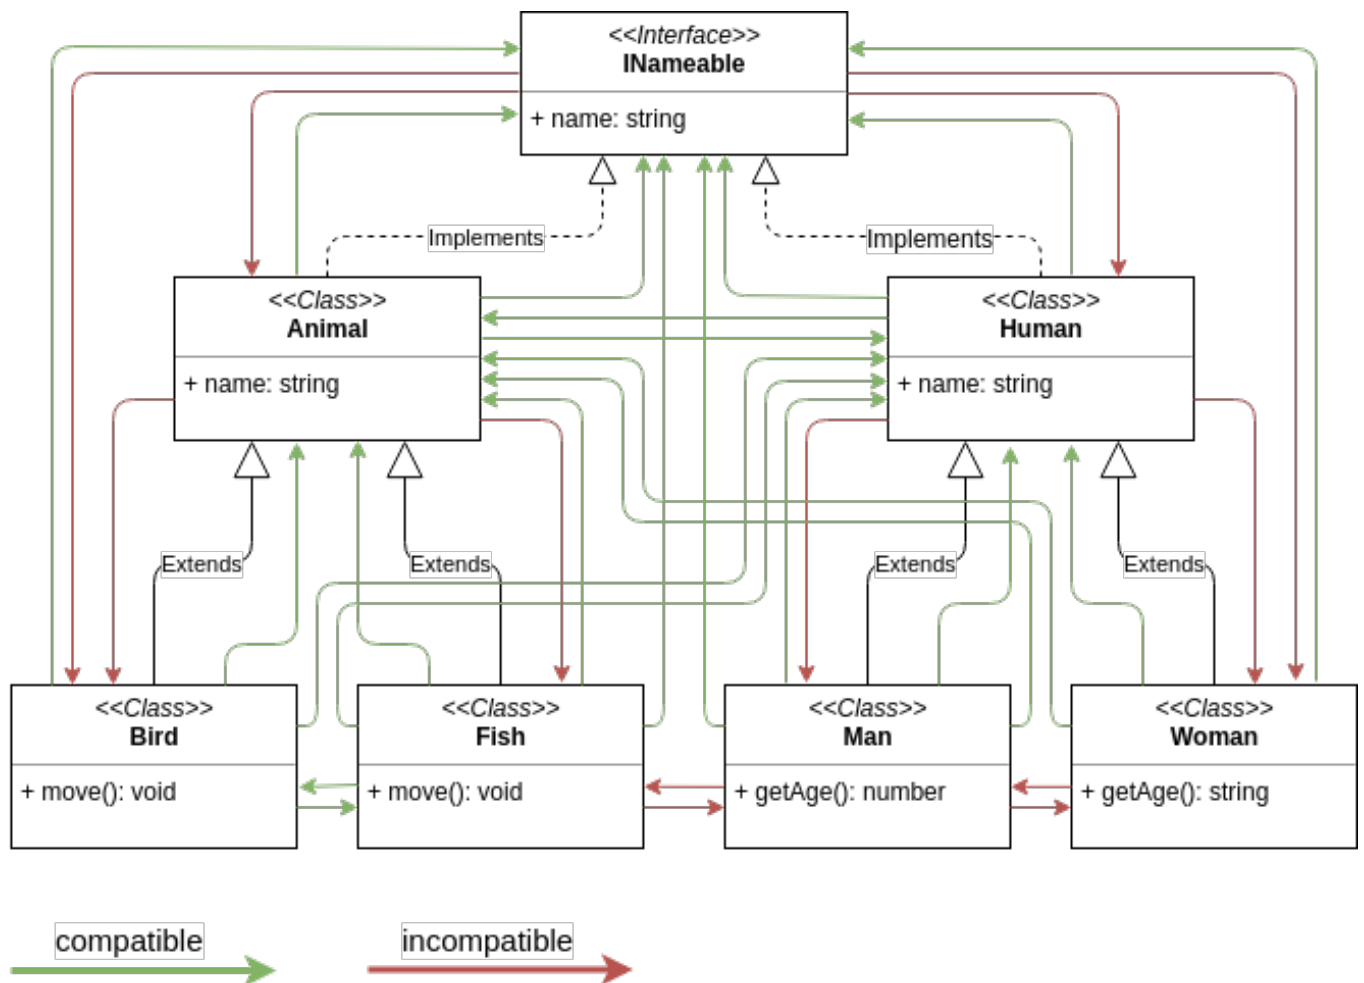 <<Interface>>
INameable
+ name: string
Implements
Implements
<<Class>>
Animal
+ name: string
<<Class>>
Human
+ name: string
Extends
Extends
Extends
Extends
<<Class>>
Bird
+ move(): void
<<Class>>
Fish
+ move(): void
<<Class>>
Man
+ getAge(): number
<<Class>>
Woman
+ getAge(): string
compatible
incompatible